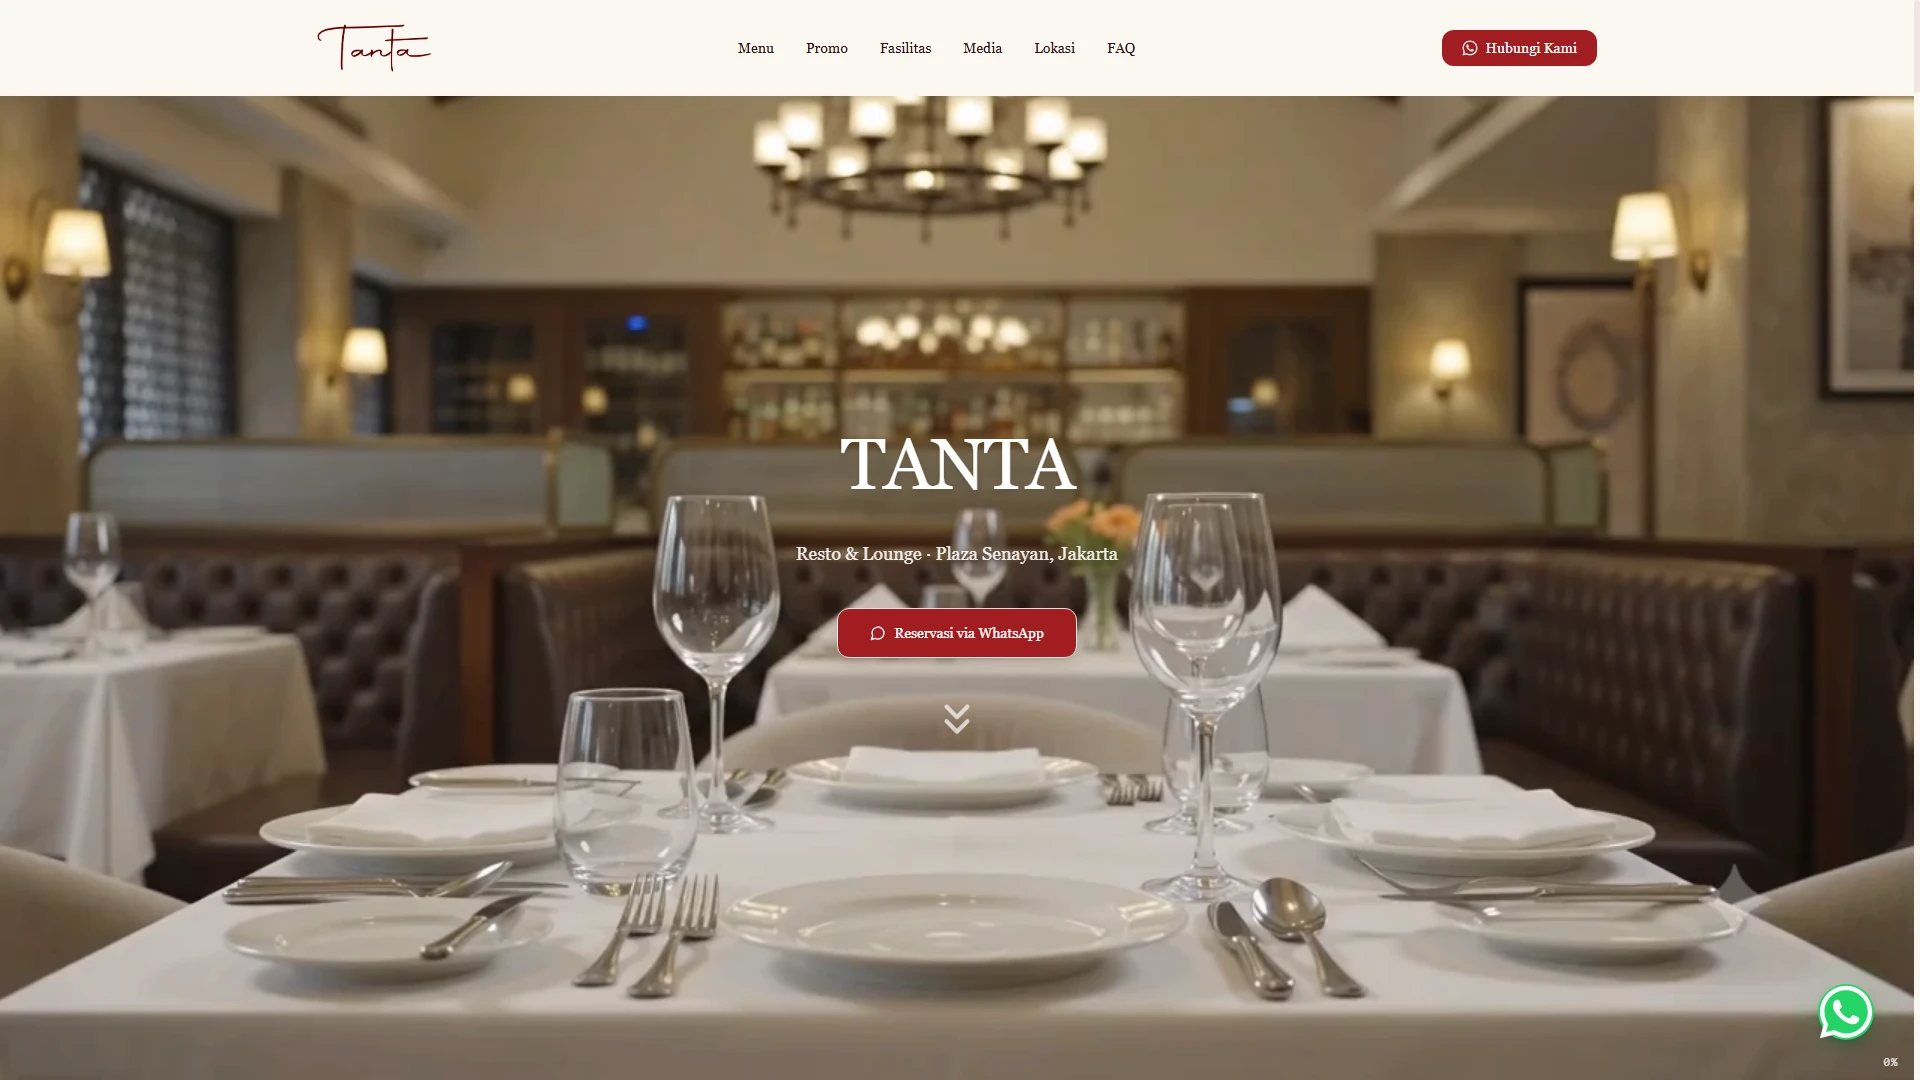 Tanta
Menu
Promo
Fasilitas
Media
Lokasi
FAQ
Hubungi Kami
TANTA
Resto & Lounge · Plaza Senayan, Jakarta
Reservasi via WhatsApp
0%